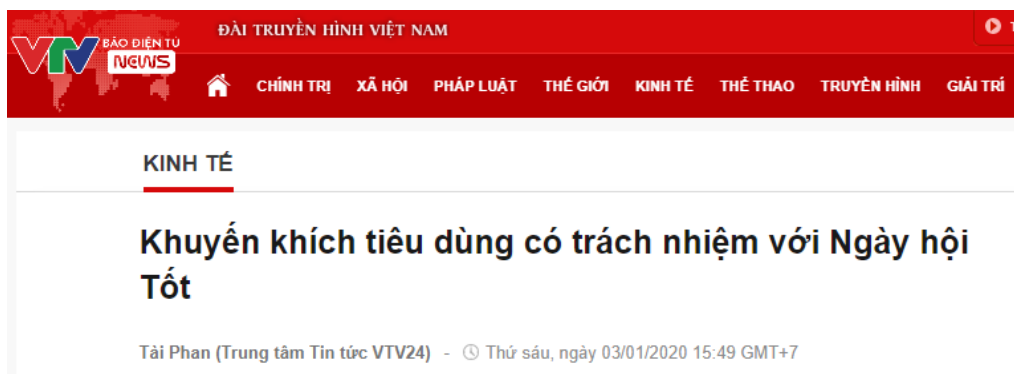 ĐÀI TRUYỀN HÌNH VIỆT NAM
VTV BÁO ĐIỆN TỬ
NEWS
CHÍNH TRỊ XÃ HỘI PHÁP LUẬT THẾ GIỚI KINH TẾ THỂ THAO TRUYỀN HÌNH GIẢI TRÍ
KINH TẾ
Khuyến khích tiêu dùng có trách nhiệm với Ngày hội
Tốt
Tài Phan (Trung tâm Tin tức VTV24) - Thứ sáu, ngày 03/01/2020 15:49 GMT+7